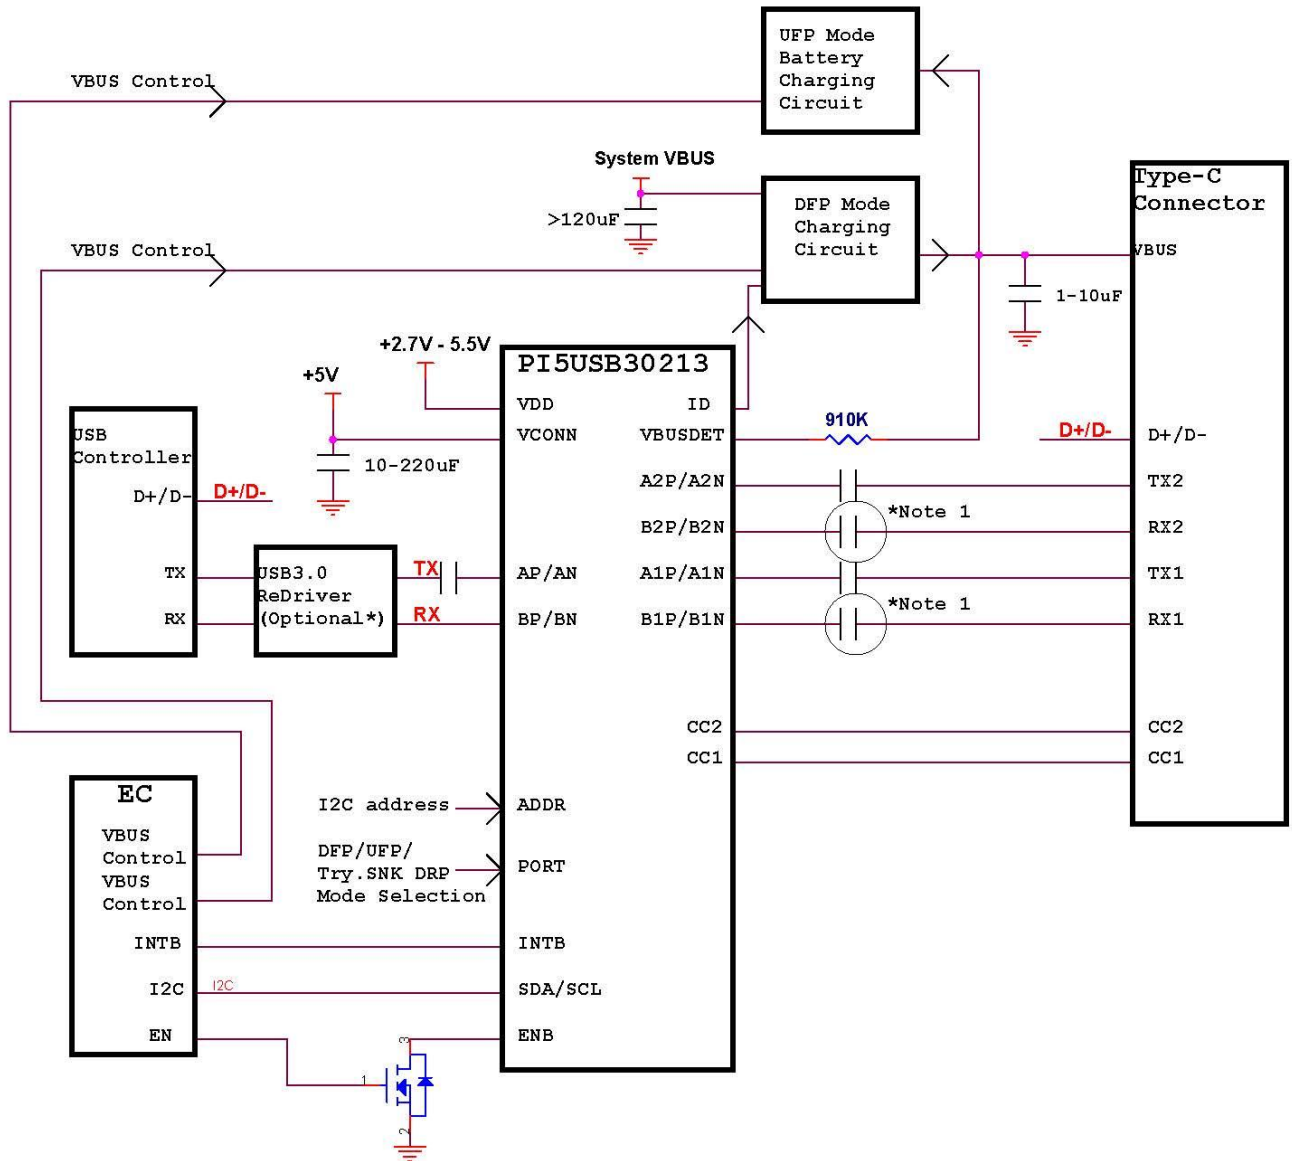 UFP Mode
Battery
Charging
Circuit
VBUS Control
System VBUS
>120uF
DFP Mode
Charging
Circuit
VBUS Control
Type-C
Connector
VBUS
1-10uF
+2.7V - 5.5V
+5V
10-220uF
PI5USB30213
VDD
VCONN
AP/AN
BP/BN
ADDR
PORT
INTB
SDA/SCL
ENB
ID
VBUSDET
A2P/A2N
B2P/B2N
A1P/A1N
B1P/B1N
CC2
CC1
910K
*Note 1
*Note 1
D+/D-
D+/D-
TX2
RX2
TX1
RX1
CC2
CC1
USB
Controller
D+/D-
D+/D-
TX
RX
USB3.0
ReDriver
(Optional*)
TX
RX
I2C address
DFP/UFP/
Try.SNK DRP
Mode Selection
EC
VBUS
Control
VBUS
Control
INTB
I2C
I2C
EN
1
3
2